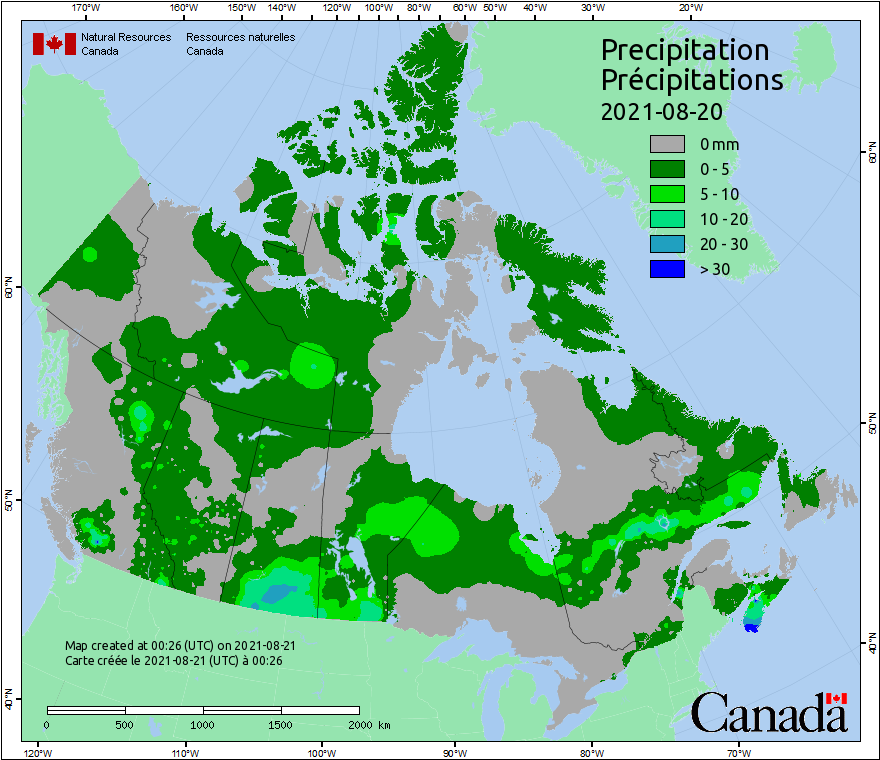 170°W 160°W 150°W 140°W 120°W 100°W 80°W 60°W 50°W 40°W 30°W 20°W
Natural Resources Canada
Ressources naturelles Canada
Precipitation
Précipitations
2021-08-20
0 mm
0 - 5
5 - 10
10 - 20
20 - 30
> 30
60°N
50°N
40°N
60°N
50°N
40°N
Map created at 00:26 (UTC) on 2021-08-21
Carte créée le 2021-08-21 (UTC) à 00:26
0 500 1000 1500 2000 km
Canada
120°W 110°W 100°W 90°W 80°W 70°W